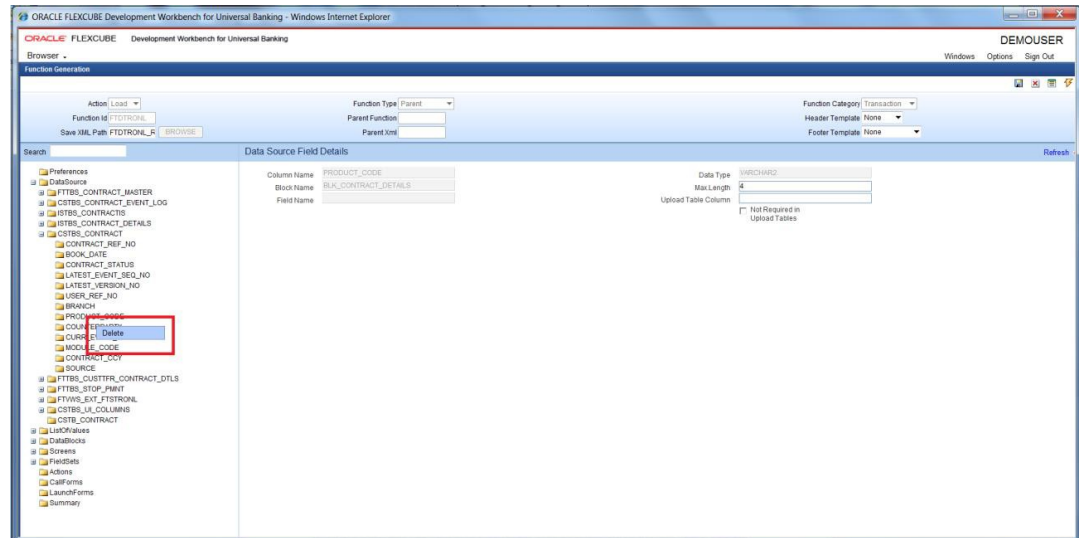 ORACLE FLEXCUBE Development Workbench for Universal Banking - Windows Internet Explorer
ORACLE FLEXCUBE Development Workbench for Universal Banking
DEMOUSER
Browser
Windows Options Sign Out
Function Generation
Action Load Function Type Parent Function Category Transaction
Function Id FTDTRONL Parent Function Header Template None
Save XML Path FTDTRONL_R BROWSE Parent Xml Footer Template None
Search Data Source Field Details Refresh
Column Name PRODUCT_CODE Data Type VARCHAR2
Block Name BLK_CONTRACT_DETAILS Max.Length 4
Field Name Upload Table Column
Not Required in
Upload Tables
Preferences
DataSource
FTTBS_CONTRACT_MASTER
CSTBS_CONTRACT_EVENT_LOG
ISTBS_CONTRACTIS
ISTBS_CONTRACT_DETAILS
CSTBS_CONTRACT
CONTRACT_REF_NO
BOOK_DATE
CONTRACT_STATUS
LATEST_EVENT_SEQ_NO
LATEST_VERSION_NO
USER_REF_NO
BRANCH
PRODUCT_CODE
Delete
MODULE_CODE
CONTRACT_CCY
SOURCE
FTTBS_CUSTTFR_CONTRACT_DTLS
FTTBS_STOP_PMNT
FTVWS_EXT_FTSTRONL
CSTBS_UI_COLUMNS
CSTB_CONTRACT
ListOfValues
DataBlocks
Screens
FieldSets
Actions
CallForms
LaunchForms
Summary